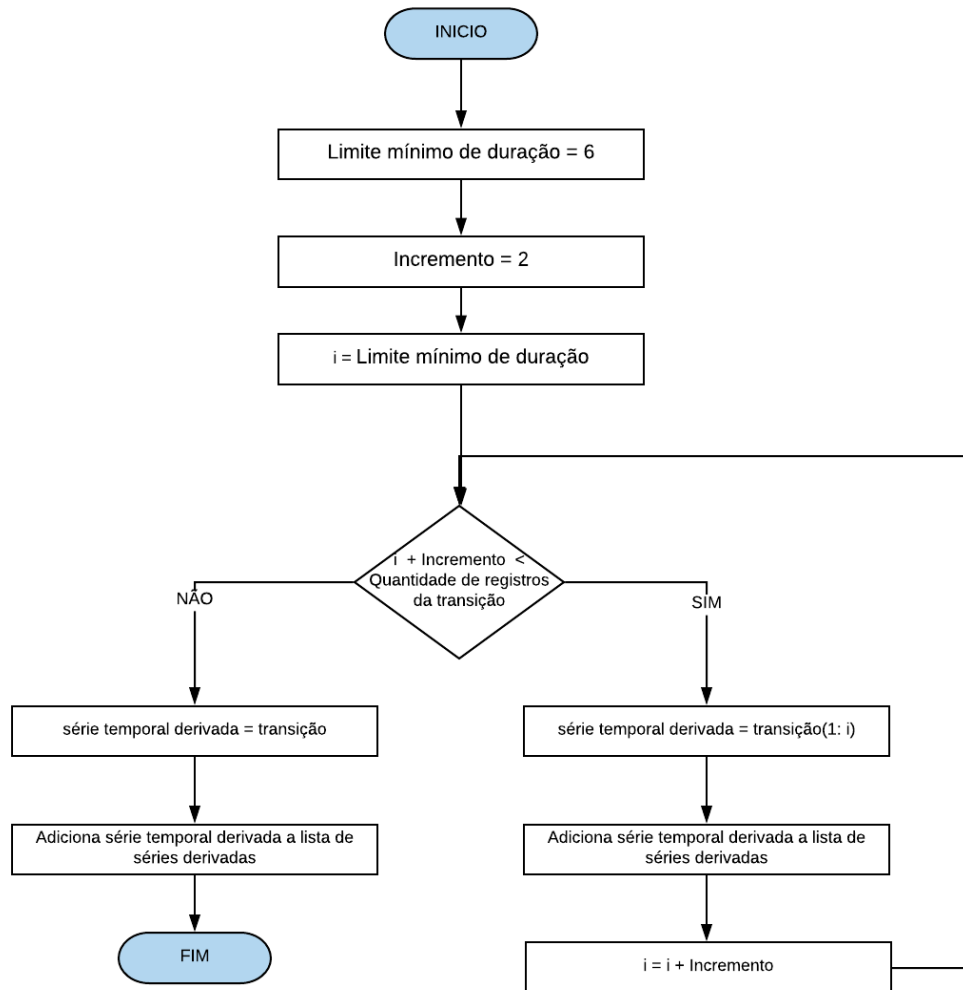 INICIO
Limite mínimo de duração = 6
Incremento = 2
i = Limite mínimo de duração
i + Incremento <
Quantidade de registros
da transição
NÃO
SIM
série temporal derivada = transição
série temporal derivada = transição(1: i)
Adiciona série temporal derivada a lista de
séries derivadas
Adiciona série temporal derivada a lista de
séries derivadas
FIM
i = i + Incremento